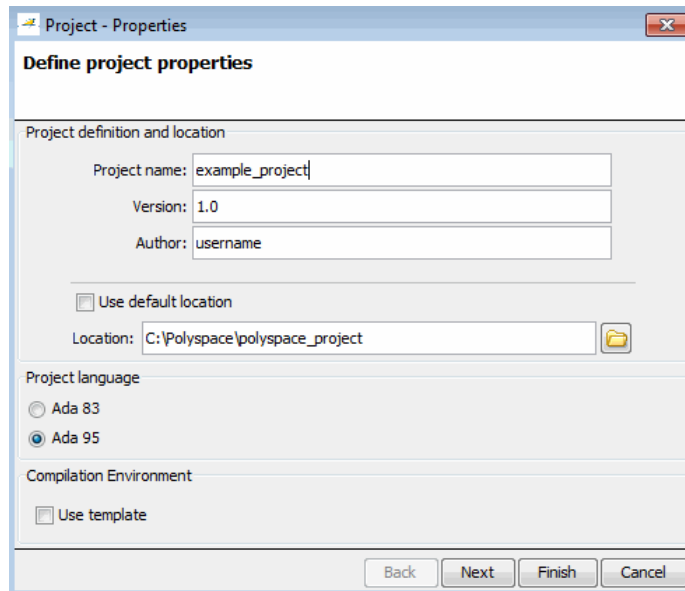 Project - Properties
Define project properties
Project definition and location
Project name: example_project
Version: 1.0
Author: username
Use default location
Location: C:\Polyspace\polyspace_project
Project language
Ada 83
Ada 95
Compilation Environment
Use template
Back Next Finish Cancel